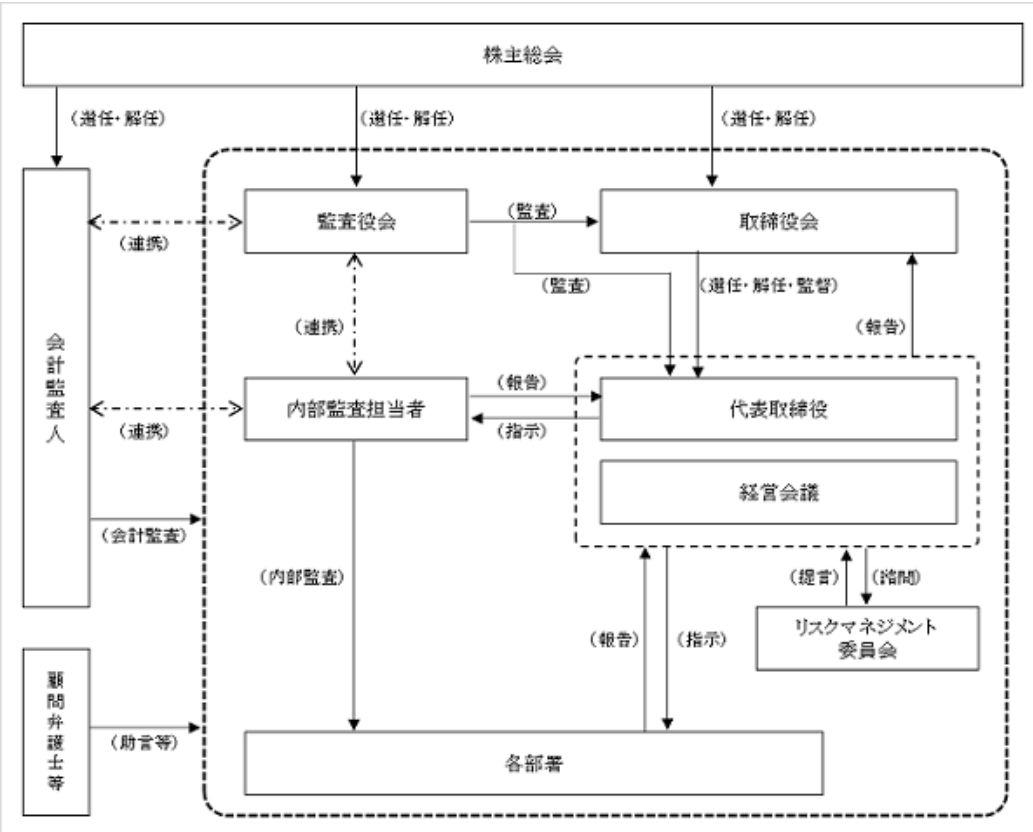 株主総会
(選任・解任)
(選任・解任)
(選任・解任)
監査役会
(監査)
取締役会
(連携)
(監査)
(選任・解任・監督)
(連携)
(報告)
会計監査人
内部監査担当者
(報告)
代表取締役
(連携)
(指示)
経営会議
(会計監査)
(内部監査)
(提言)
(諮問)
リスクマネジメント
委員会
(報告)
(指示)
顧問弁護士等
(助言等)
各部署